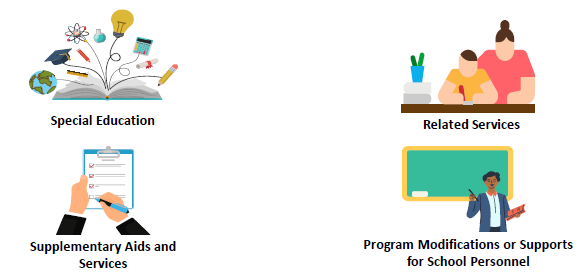 Special Education
Related Services
Supplementary Aids and
Services
Program Modifications or Supports
for School Personnel